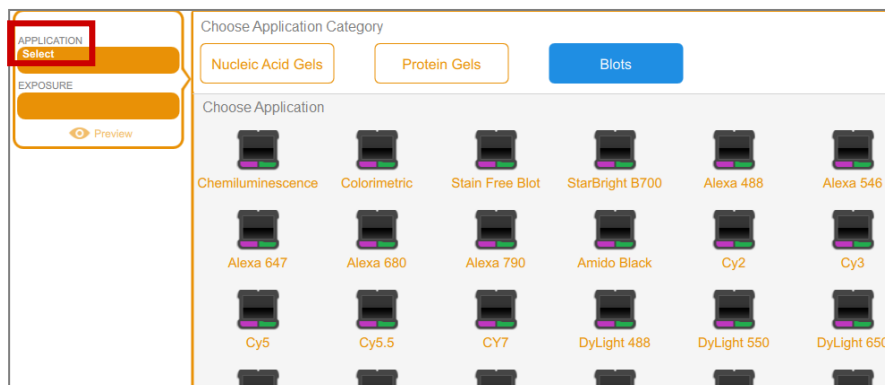 APPLICATION
Select
EXPOSURE
Preview
Choose Application Category
Nucleic Acid Gels Protein Gels Blots
Choose Application
Chemiluminescence Colorimetric Stain Free Blot StarBright B700 Alexa 488 Alexa 546
Alexa 647 Alexa 680 Alexa 790 Amido Black Cy2 Cy3
Cy5 Cy5.5 CY7 DyLight 488 DyLight 550 DyLight 650